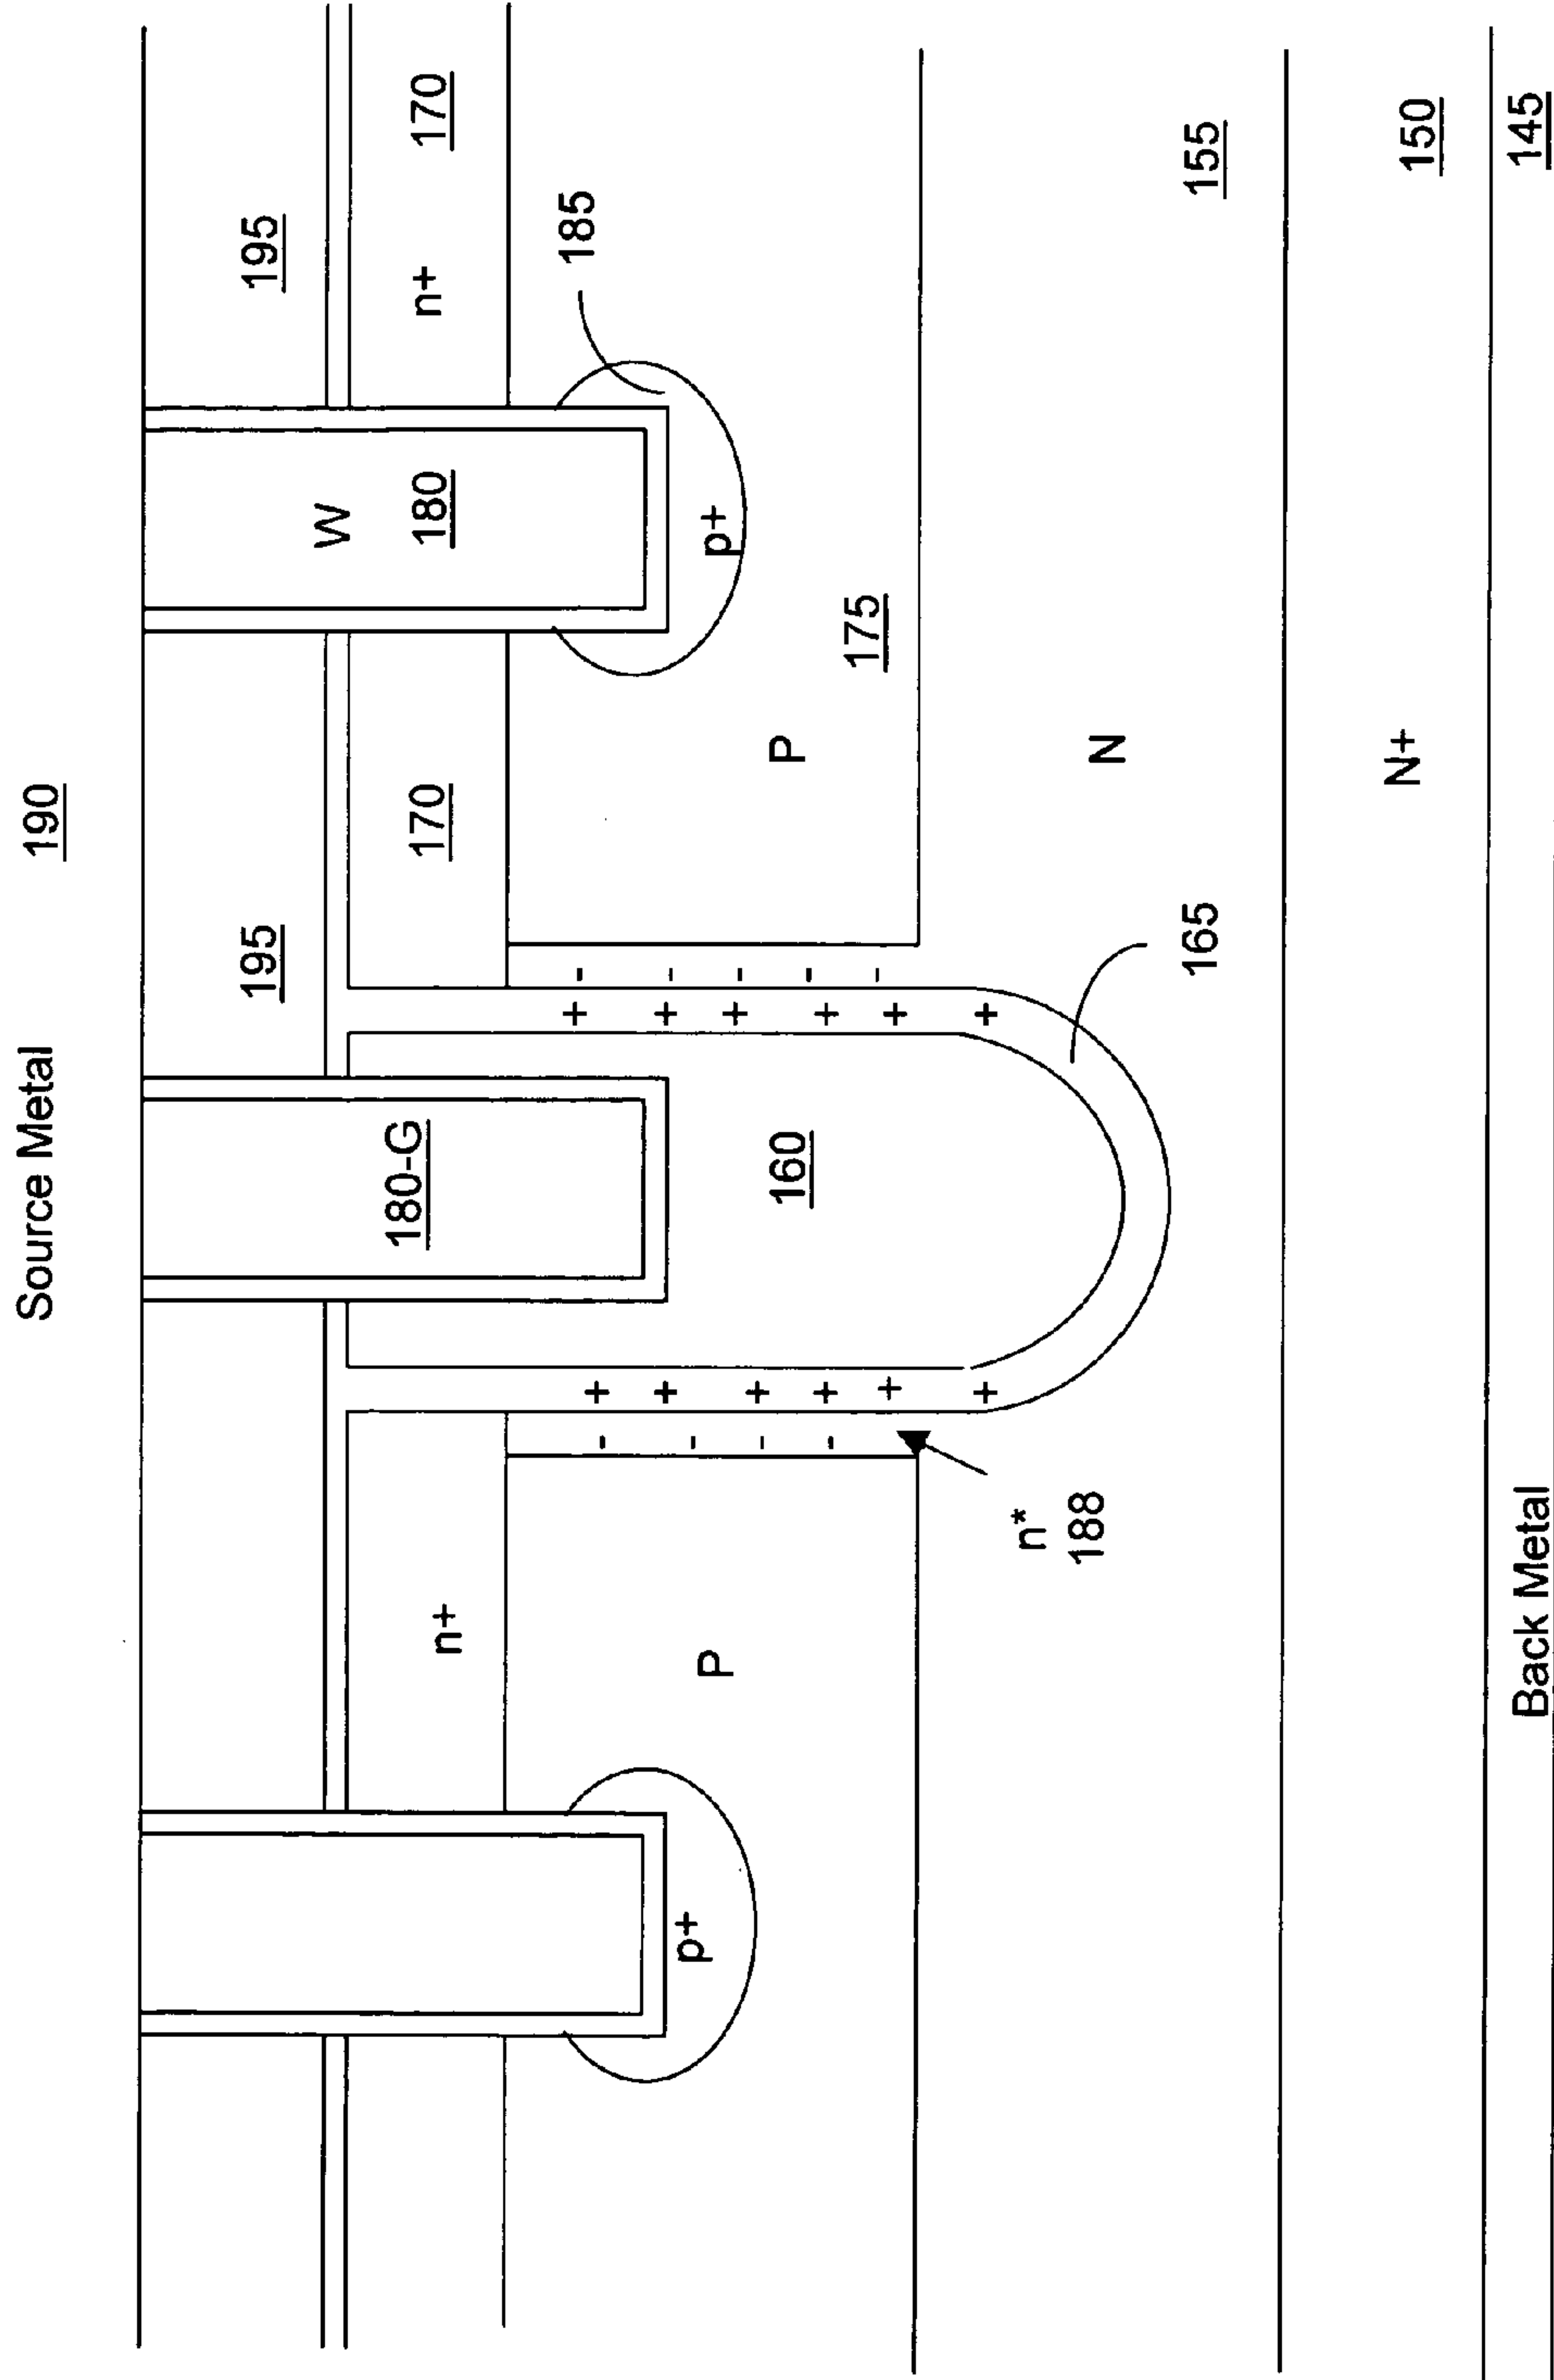 Source Metal
190
195
195
W
n+
180-G
170
180
n+
170
185
- + + -
- + + -
- + + -
- + + -
+ + -
+ +
p+
P
160
P
p+
175
n*
188
N
165
155
N+
150
Back Metal
145